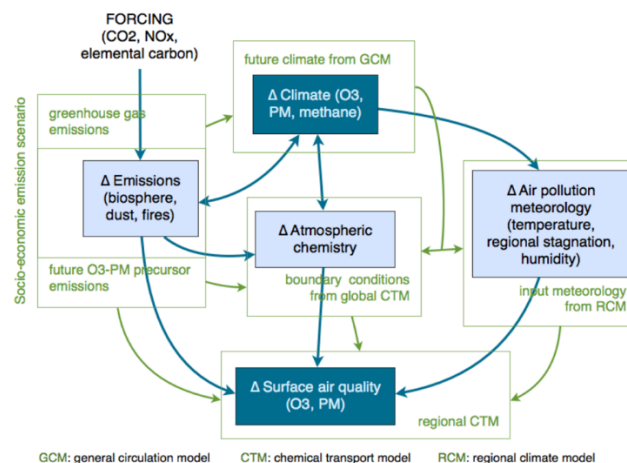 FORCING
(CO2, NOx,
elemental carbon)
future climate from GCM
Δ Climate (O3,
PM, methane)
Socio-economic emission scenario
greenhouse gas
emissions
Δ Emissions
(biosphere,
dust, fires)
Δ Atmospheric
chemistry
Δ Air pollution
meteorology
(temperature,
regional stagnation,
humidity)
future O3-PM precursor
emissions
boundary conditions
from global CTM
input meteorology
from RCM
Δ Surface air quality
(O3, PM)
regional CTM
GCM: general circulation model
CTM: chemical transport model
RCM: regional climate model